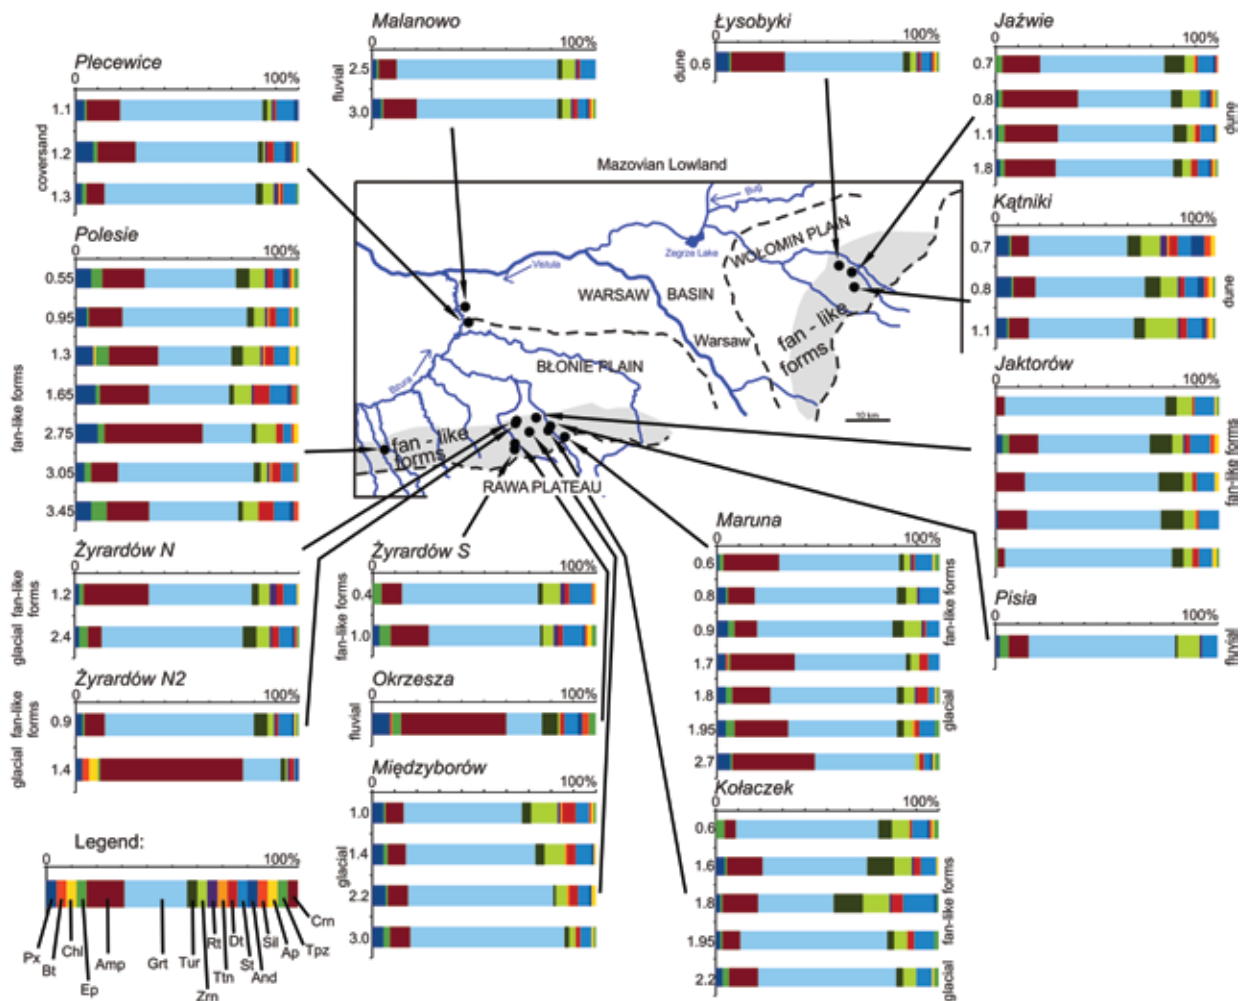 Malanowo
0 100%
fluvial
2.5
3.0
Łysobyki
0 100%
dune
0.6
Jaźwie
0 100%
0.7
0.8
1.1
1.8
dune
Plecewice
0 100%
coversand
1.1
1.2
1.3
Mazovian Lowland
Bug
Zegrze Lake
WOŁOMIN PLAIN
Vistula
WARSAW BASIN
Warsaw
fan - like
forms
BŁONIE PLAIN
Bzura
10 km
fan - like
forms
RAWA PLATEAU
Kątniki
0 100%
0.7
0.8
1.1
dune
Polesie
0 100%
fan-like forms
0.55
0.95
1.3
1.65
2.75
3.05
3.45
Jaktorów
0 100%
fan-like forms
Żyrardów N
0 100%
fan-like
forms
1.2
glacial
2.4
Żyrardów S
0 100%
fan-like forms
0.4
1.0
Maruna
0 100%
0.6
0.8
0.9
1.7
1.8
1.95
2.7
fan-like forms
glacial
Pisia
0 100%
fluvial
Żyrardów N2
0 100%
fan-like
forms
0.9
glacial
1.4
Okrzesza
0 100%
fluvial
Międzyborów
0 100%
glacial
1.0
1.4
2.2
3.0
Kołaczek
0 100%
0.6
1.6
1.8
1.95
2.2
fan-like forms
glacial
Legend:
0 100%
Px
Bt
Chl
Ep
Amp
Grt
Tur
Zrn
Rt
Ttn
Dt
St
And
Sil
Ap
Tpz
Crn